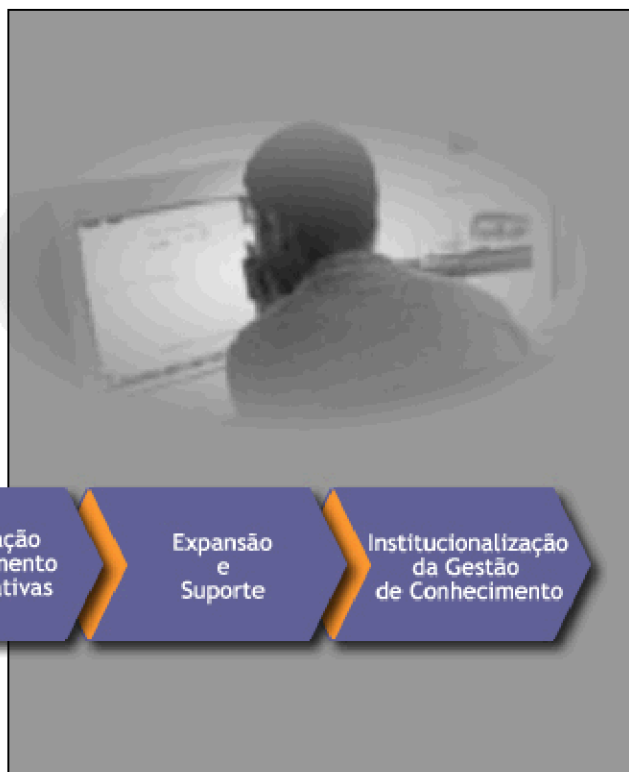 Expansão
e
Suporte
Institucionalização
da Gestão
de Conhecimento